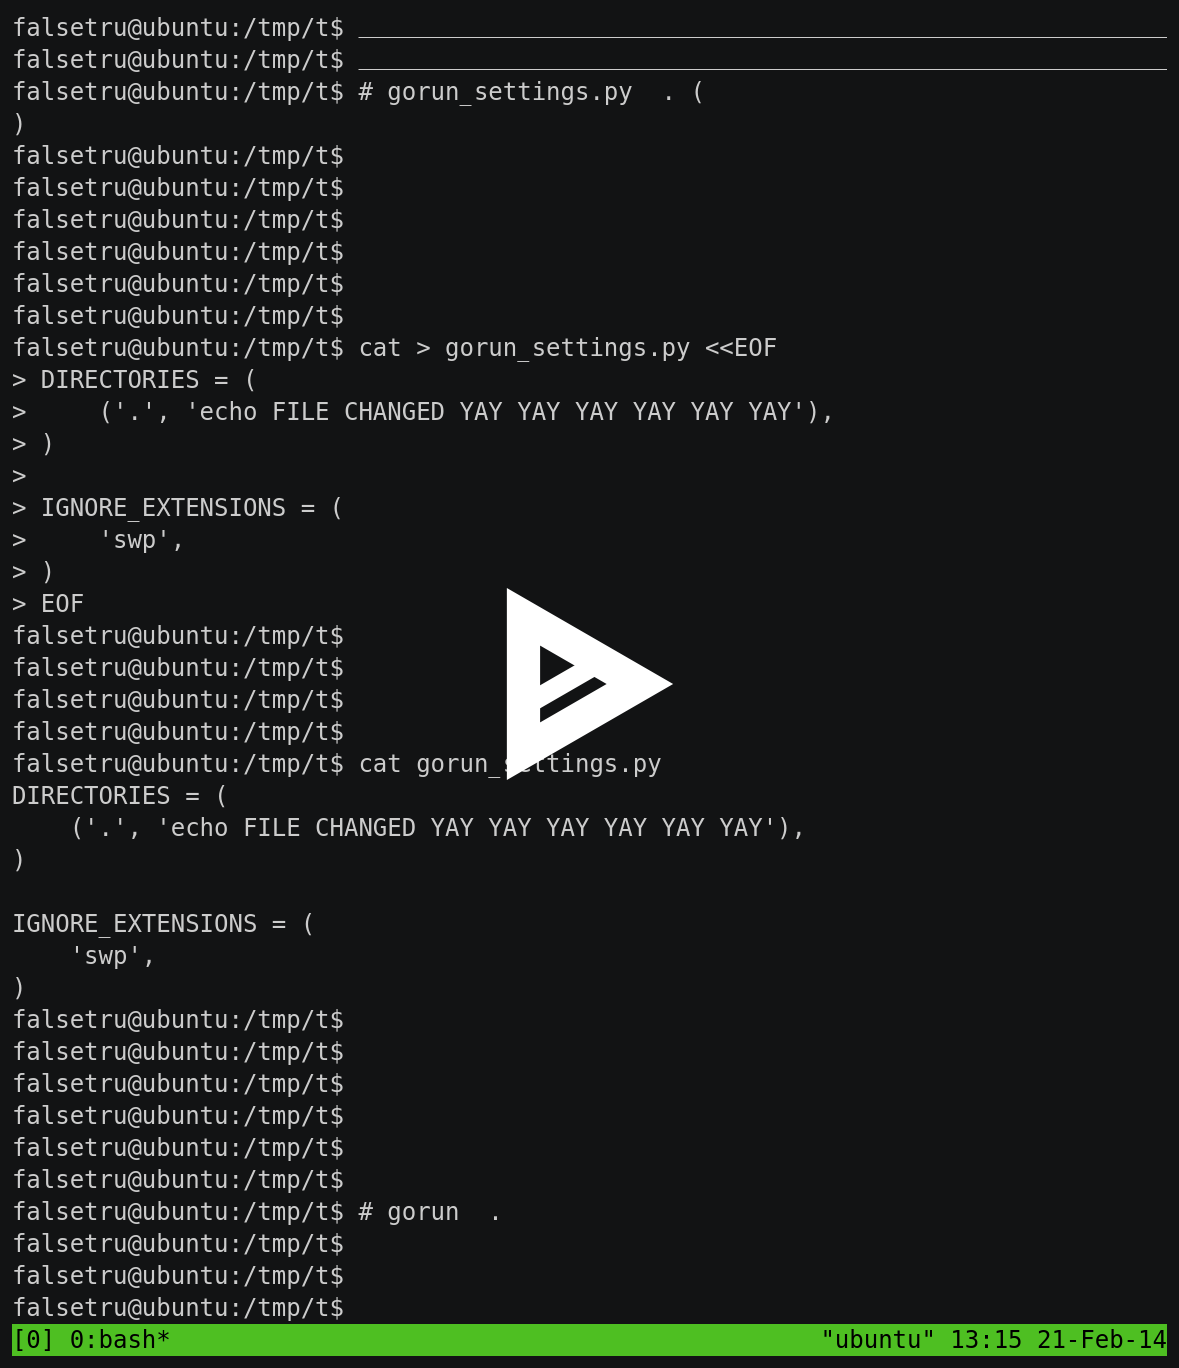 falsetru@ubuntu:/tmp/t$
falsetru@ubuntu:/tmp/t$
falsetru@ubuntu:/tmp/t$ # gorun_settings.py  . (
)
falsetru@ubuntu:/tmp/t$
falsetru@ubuntu:/tmp/t$
falsetru@ubuntu:/tmp/t$
falsetru@ubuntu:/tmp/t$
falsetru@ubuntu:/tmp/t$
falsetru@ubuntu:/tmp/t$
falsetru@ubuntu:/tmp/t$ cat > gorun_settings.py <<EOF
> DIRECTORIES = (
>     ('.', 'echo FILE CHANGED YAY YAY YAY YAY YAY YAY'),
> )
>
> IGNORE_EXTENSIONS = (
>     'swp',
> )
> EOF
falsetru@ubuntu:/tmp/t$
falsetru@ubuntu:/tmp/t$
falsetru@ubuntu:/tmp/t$
falsetru@ubuntu:/tmp/t$
falsetru@ubuntu:/tmp/t$ cat gorun_settings.py
DIRECTORIES = (
    ('.', 'echo FILE CHANGED YAY YAY YAY YAY YAY YAY'),
)

IGNORE_EXTENSIONS = (
    'swp',
)
falsetru@ubuntu:/tmp/t$
falsetru@ubuntu:/tmp/t$
falsetru@ubuntu:/tmp/t$
falsetru@ubuntu:/tmp/t$
falsetru@ubuntu:/tmp/t$
falsetru@ubuntu:/tmp/t$
falsetru@ubuntu:/tmp/t$ # gorun  .
falsetru@ubuntu:/tmp/t$
falsetru@ubuntu:/tmp/t$
falsetru@ubuntu:/tmp/t$
[0] 0:bash* "ubuntu" 13:15 21-Feb-14